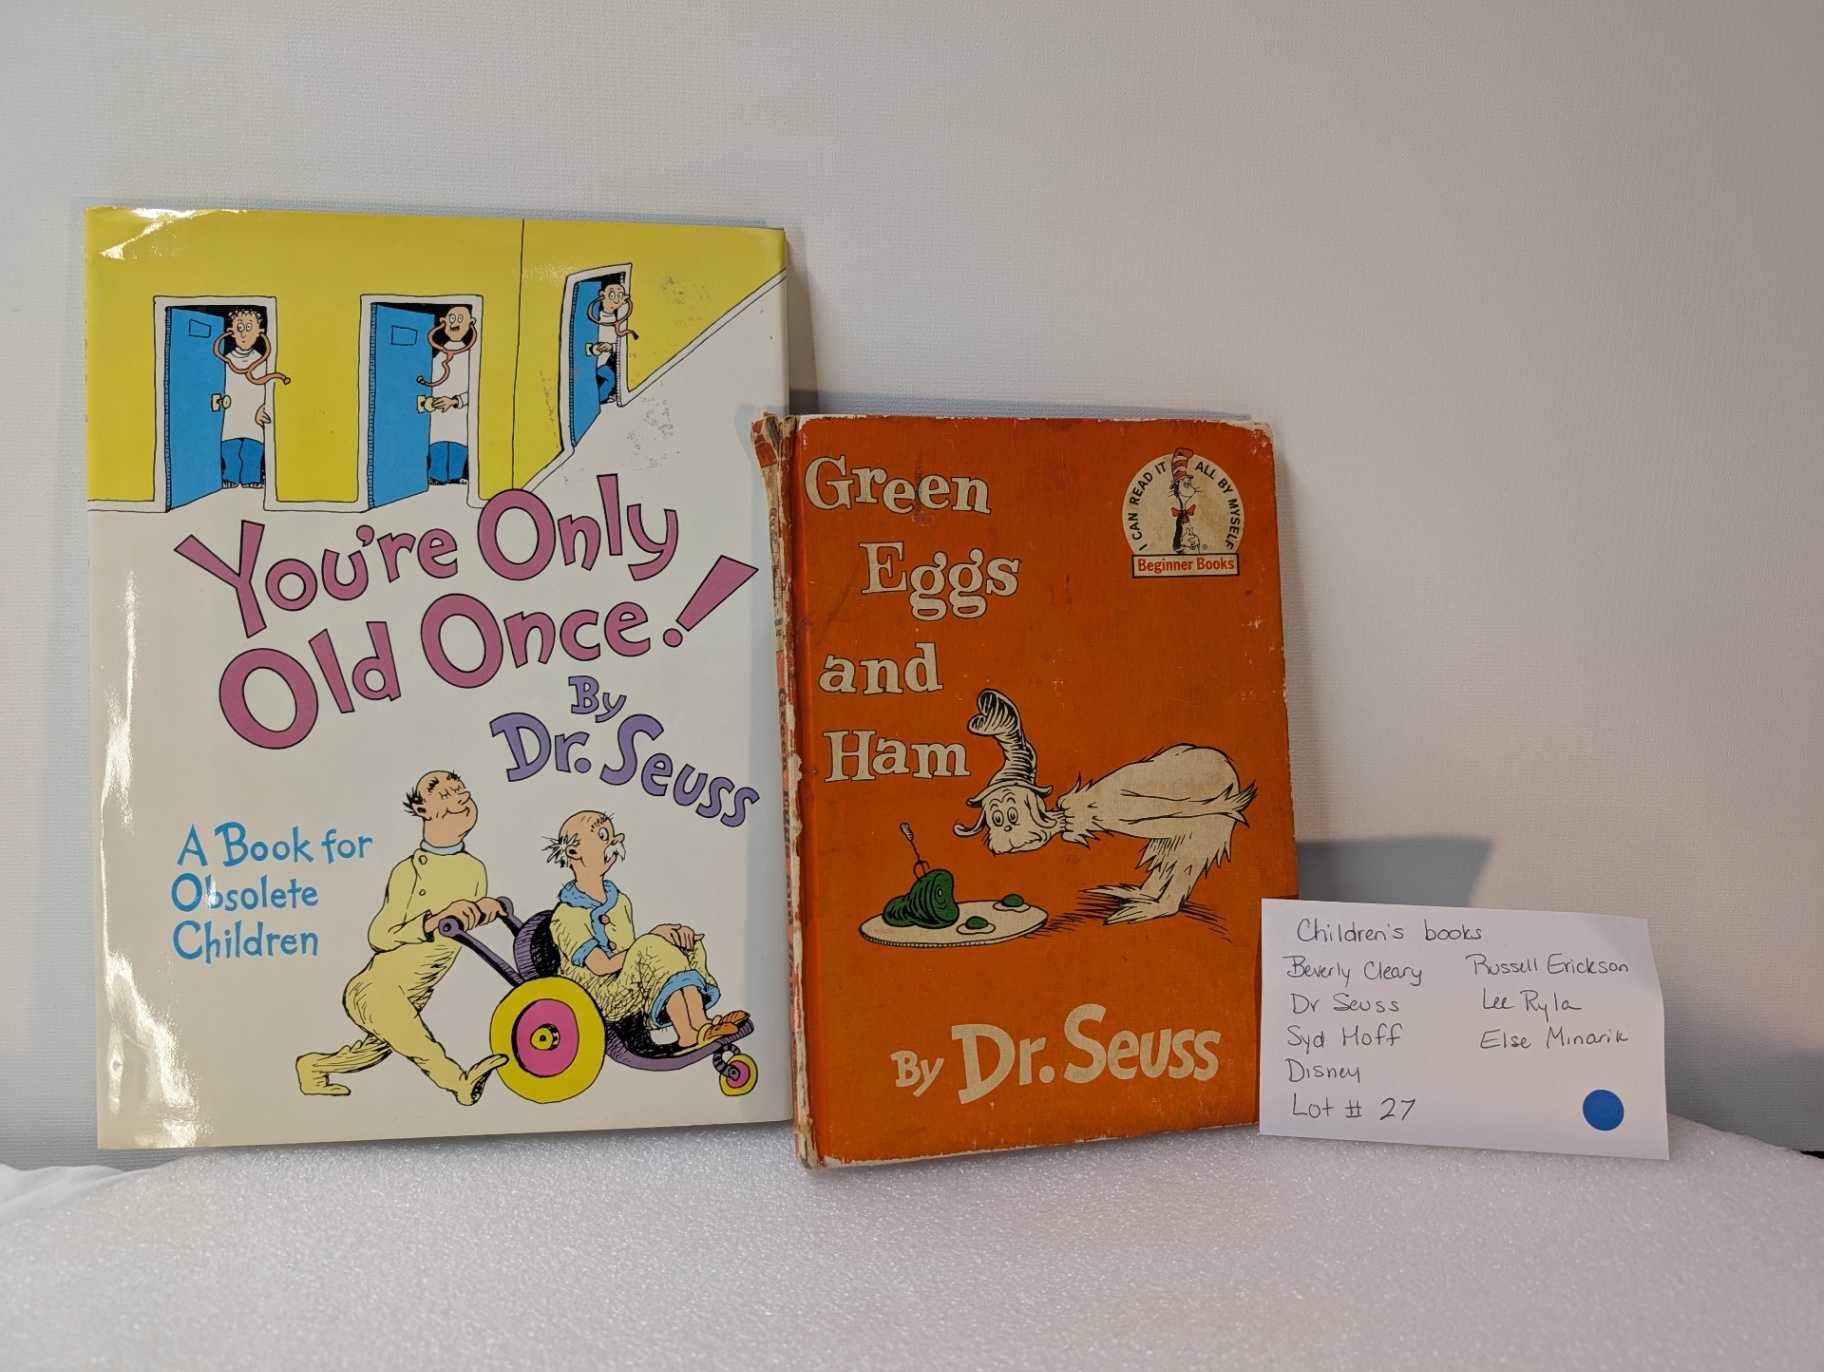 You're Only
Old Once!
By
Dr. Seuss
A Book for
Obsolete
Children
Green
Eggs
and
Ham
I CAN READ IT ALL BY MYSELF
Beginner Books
By Dr. Seuss
Children's books
Beverly Cleary
Dr Seuss
Syd Hoff
Disney
Lot # 27
Russell Erickson
Lee Ryla
Else Minarik